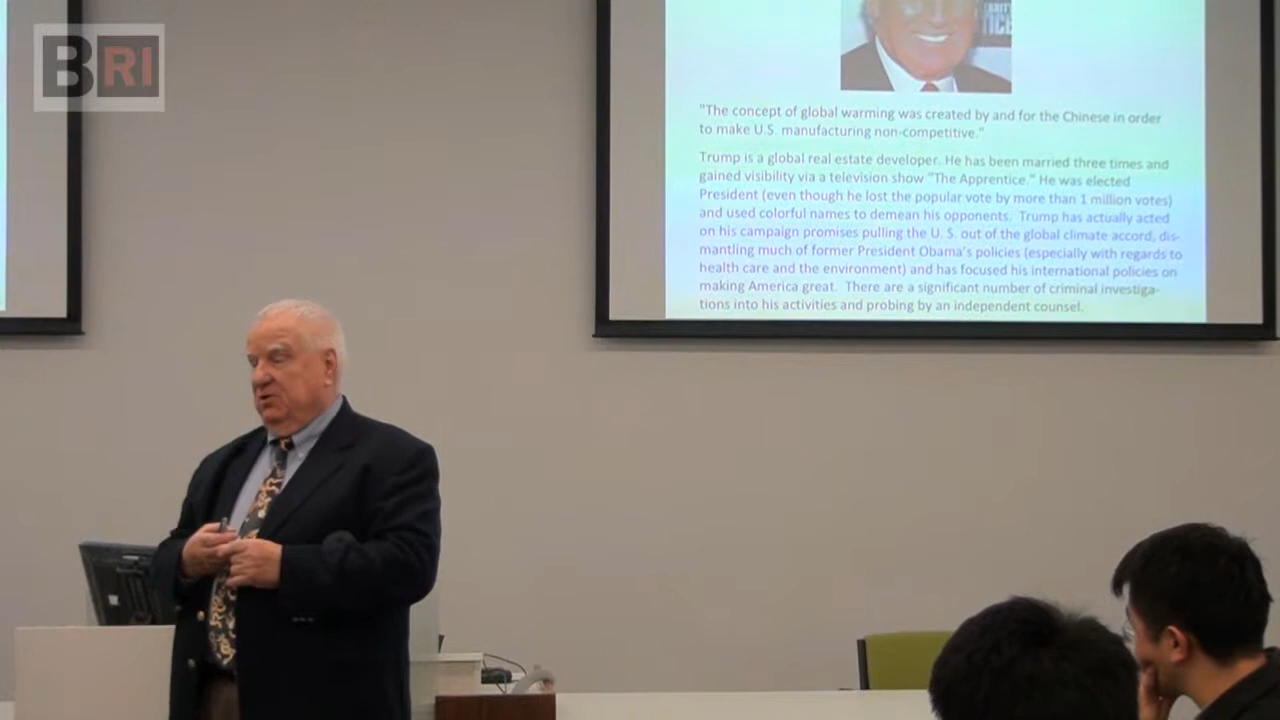 BRI
"The concept of global warming was created by and for the Chinese in order
to make U.S. manufacturing non-competitive."
Trump is a global real estate developer. He has been married three times and
gained visibility via a television show "The Apprentice." He was elected
President (even though he lost the popular vote by more than 1 million votes)
and used colorful names to demean his opponents. Trump has actually acted
on his campaign promises pulling the U. S. out of the global climate accord, dis-
mantling much of former President Obama's policies (especially with regards to
health care and the environment) and has focused his international policies on
making America great. There are a significant number of criminal investiga-
tions into his activities and probing by an independent counsel.